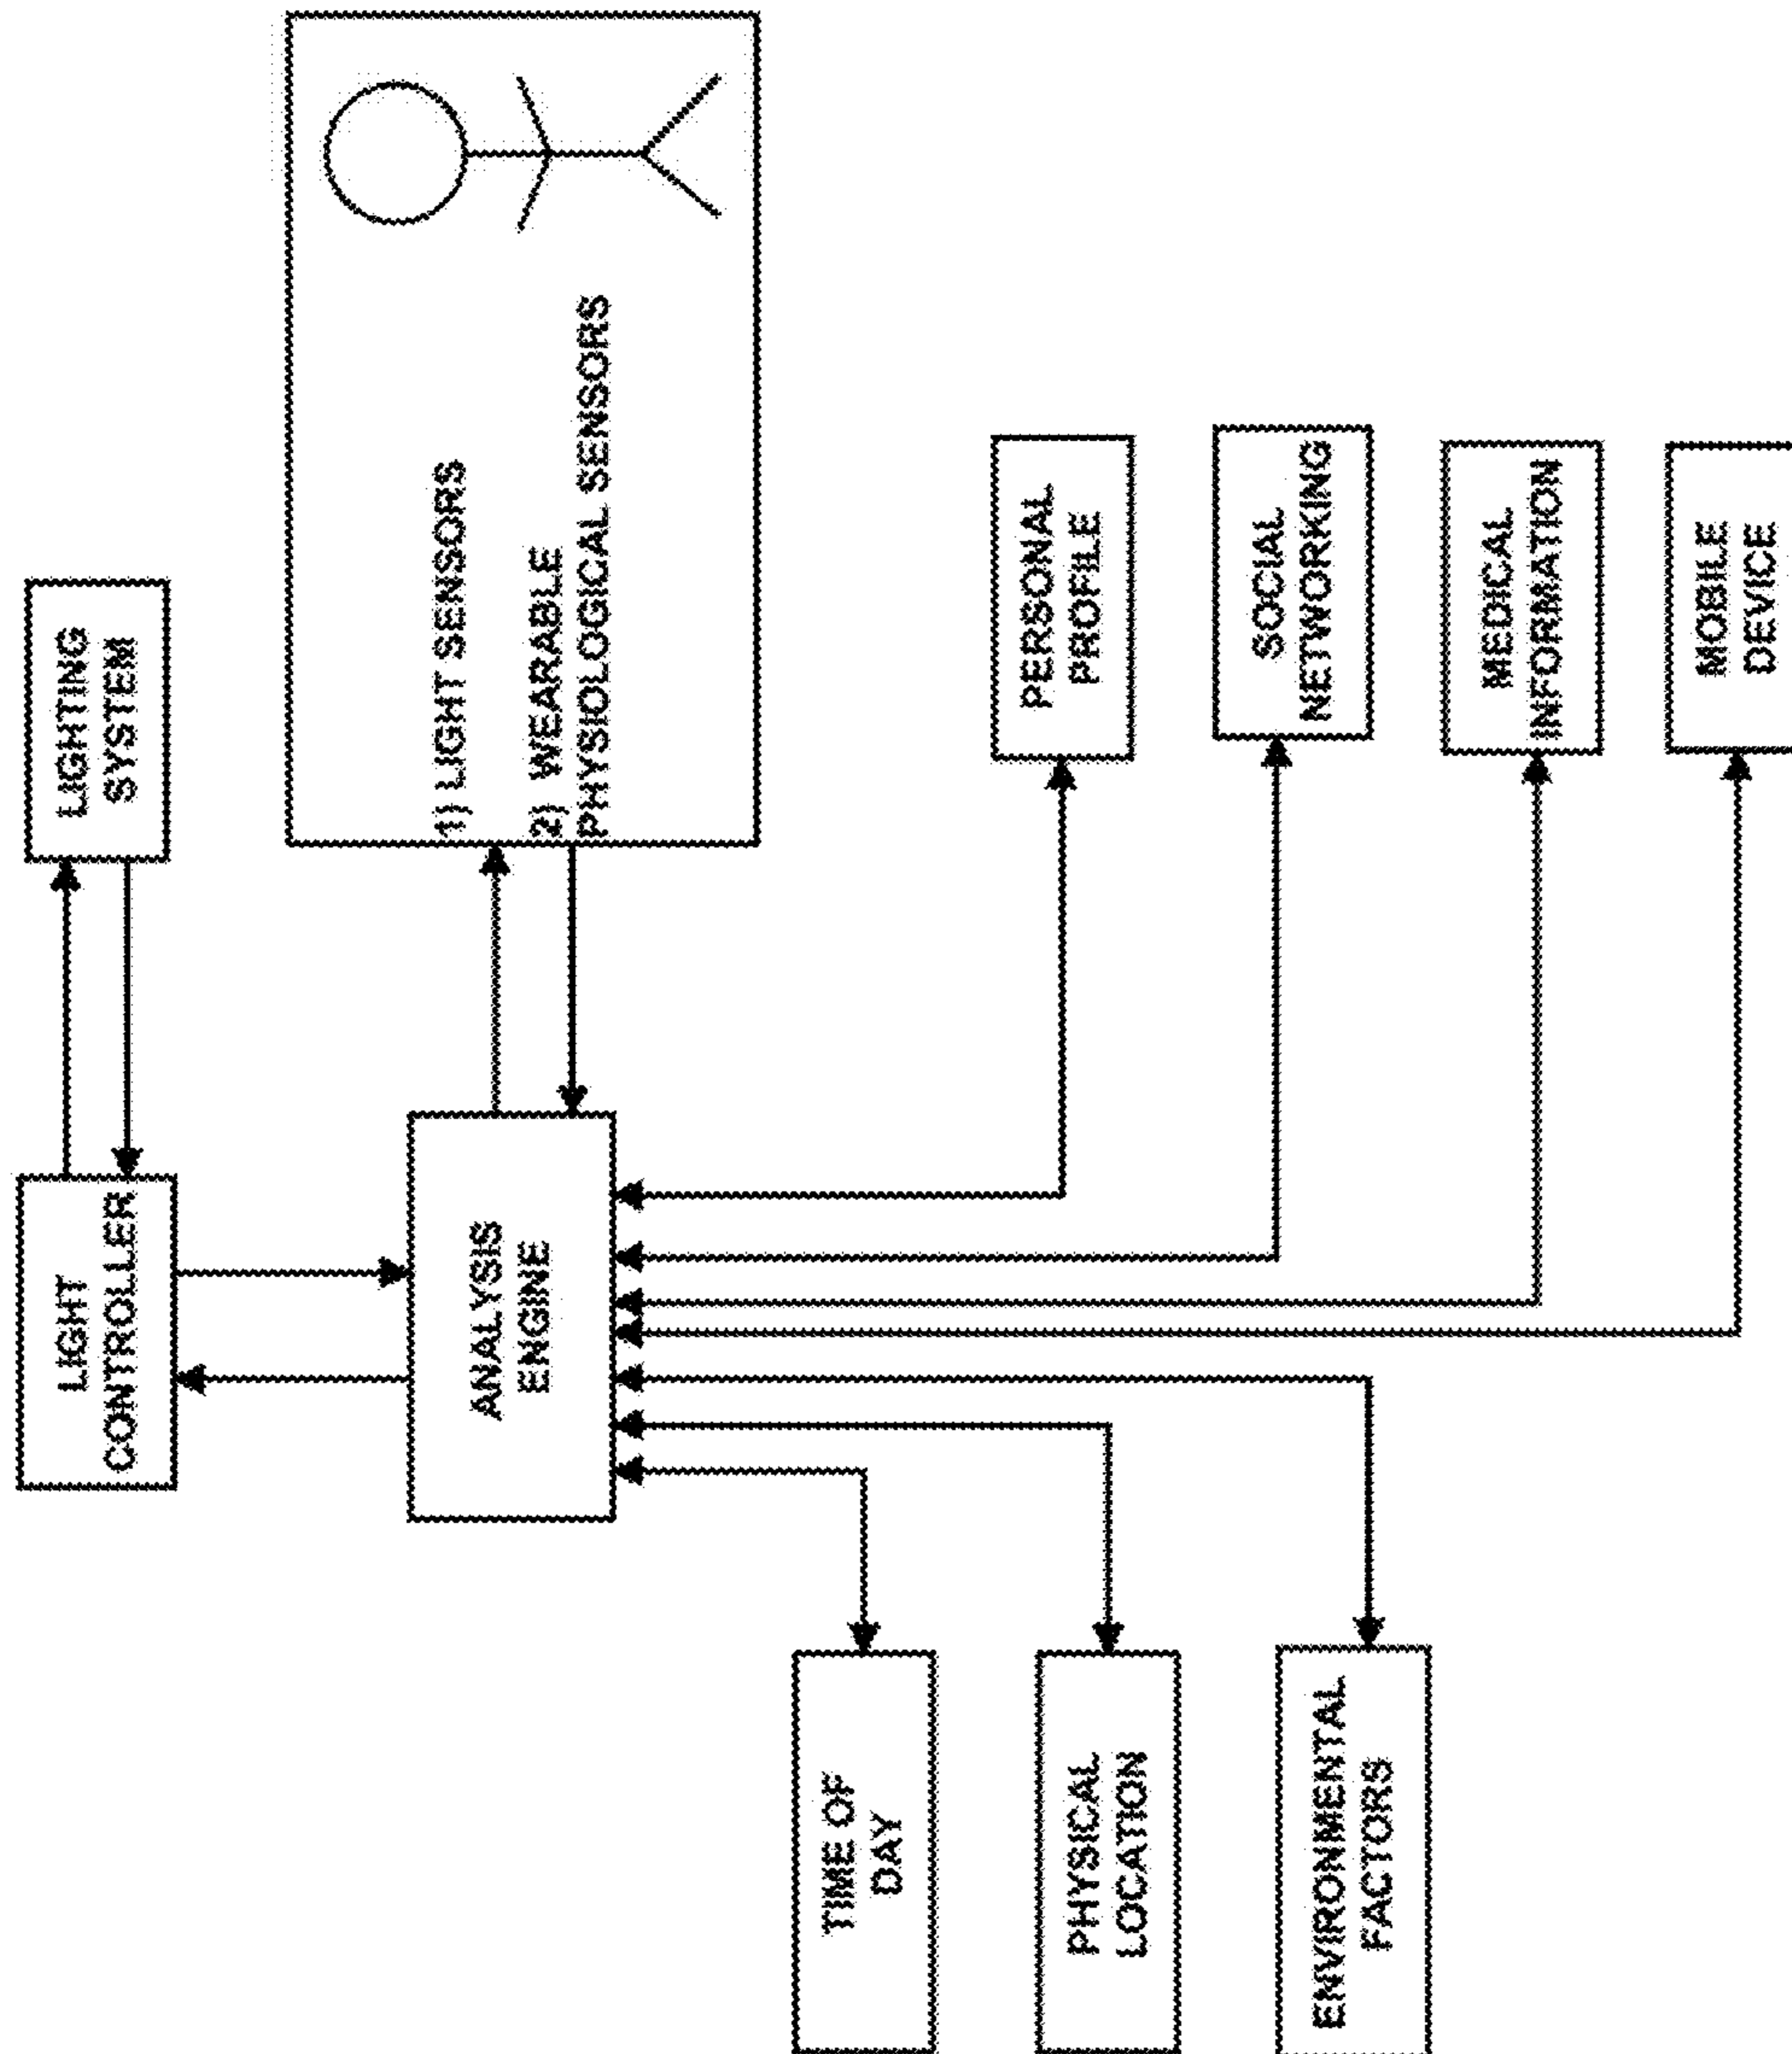 LIGHT
CONTROLLER
LIGHTING
SYSTEM
ANALYSIS
ENGINE
1) LIGHT SENSORS
2) WEARABLE
PHYSIOLOGICAL SENSORS
TIME OF
DAY
PHYSICAL
LOCATION
ENVIRONMENTAL
FACTORS
PERSONAL
PROFILE
SOCIAL
NETWORKING
MEDICAL
INFORMATION
MOBILE
DEVICE